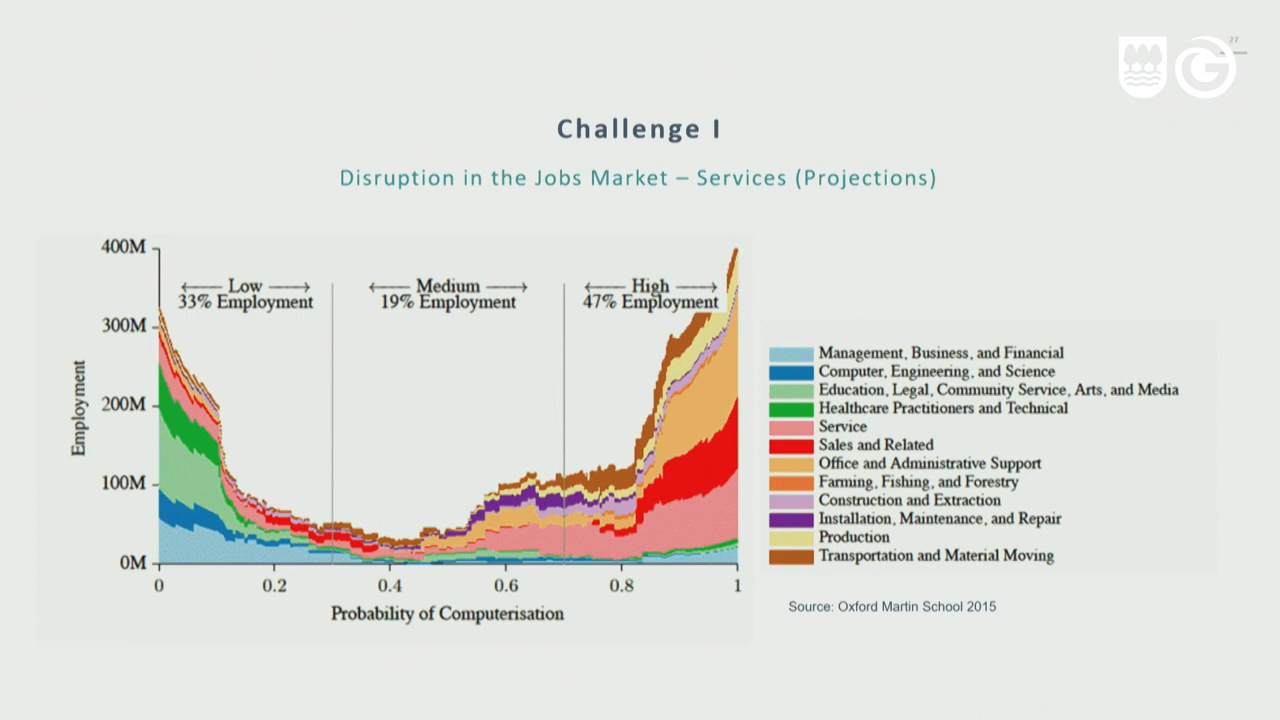 27
Challenge I
Disruption in the Jobs Market – Services (Projections)
400M
300M
200M
100M
0M
Employment
Low
33% Employment
Medium
19% Employment
High
47% Employment
0
0.2
0.4
0.6
0.8
1
Probability of Computerisation
Management, Business, and Financial
Computer, Engineering, and Science
Education, Legal, Community Service, Arts, and Media
Healthcare Practitioners and Technical
Service
Sales and Related
Office and Administrative Support
Farming, Fishing, and Forestry
Construction and Extraction
Installation, Maintenance, and Repair
Production
Transportation and Material Moving
Source: Oxford Martin School 2015